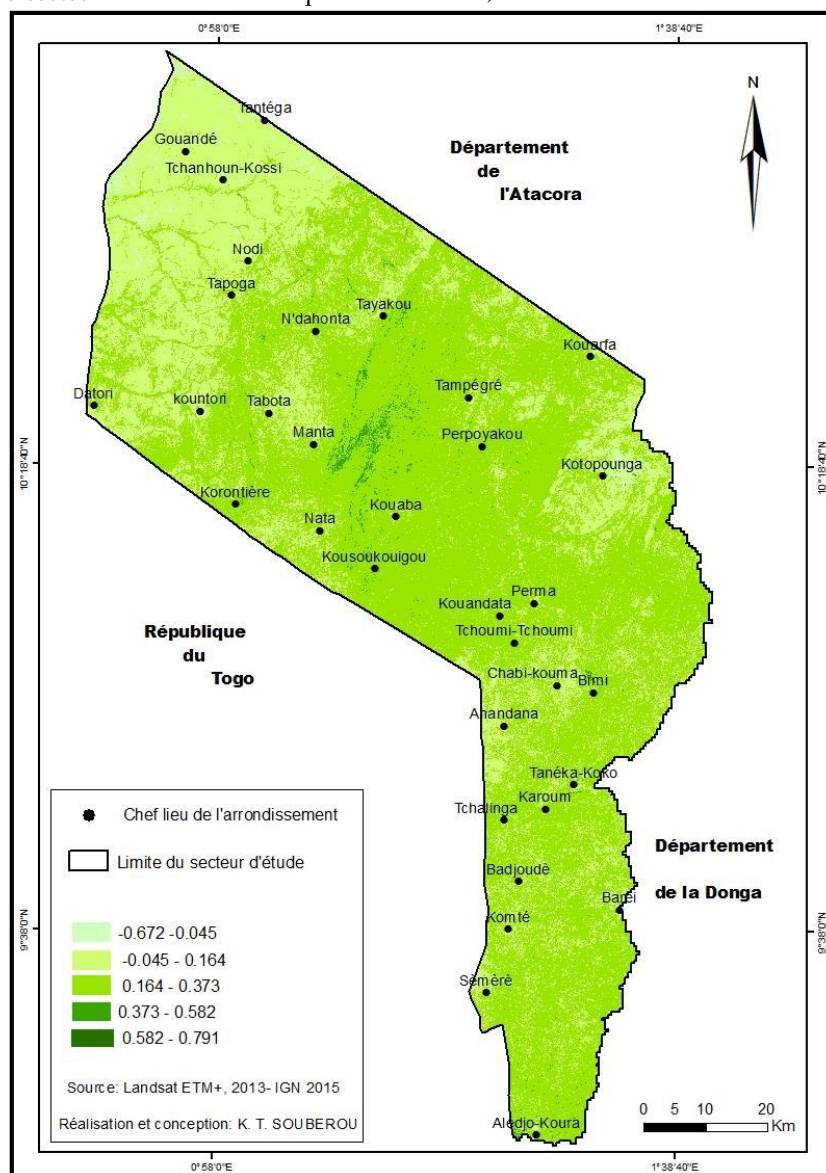 0°58'0"E
1°38'40"E
N
Tantéga
Gouandé
Tchanhoun-Kossi
Département
de
l'Atacora
Nodi
Tapoga
Tayakou
N'dahonta
Kouarfa
Datori
kountori
Tabota
Tampégré
Manta
Perpoyakou
10°18'40"N
10°18'40"N
Kotopounga
Korontière
Nata
Kouaba
Kousoukouigou
Perma
Kouandata
Tchoumi-Tchoumi
République
du
Togo
Chabi-kouma
Bimi
Anandana
Tanéka-Koko
Karoum
Tchalinga
Département
de la Donga
Badjoudè
Barei
Komté
9°38'0"N
9°38'0"N
Sèmèrè
Alédjo-Koura
Chef lieu de l'arrondissement
Limite du secteur d'étude
-0.672 -0.045
-0.045 - 0.164
0.164 - 0.373
0.373 - 0.582
0.582 - 0.791
Source: Landsat ETM+, 2013- IGN 2015
Réalisation et conception: K. T. SOUBEROU
0 5 10 20
Km
0°58'0"E
1°38'40"E